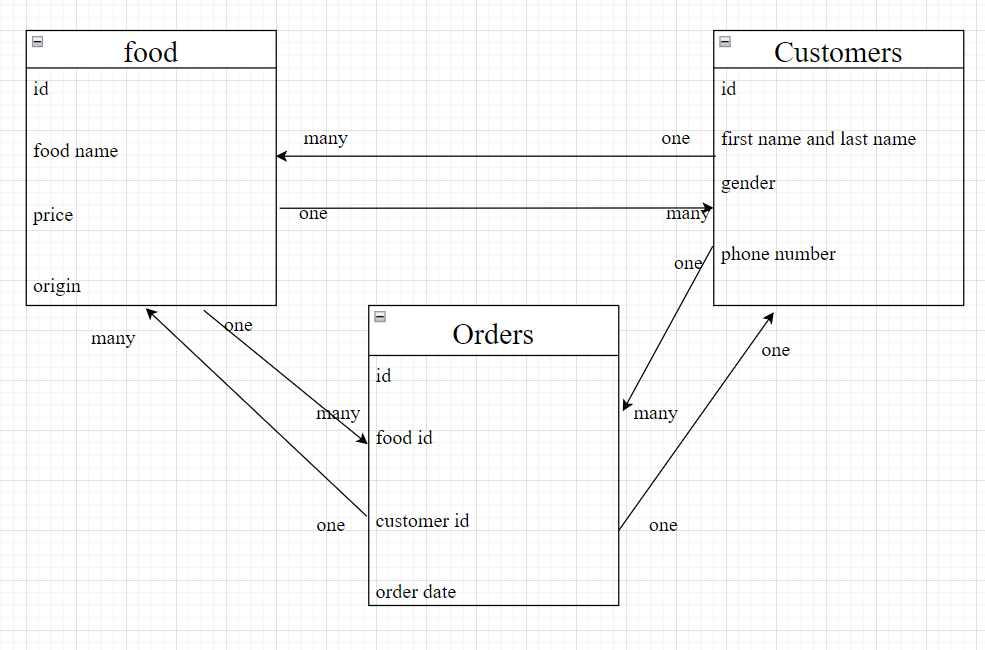 food
id
food name
price
origin
Customers
id
first name and last name
gender
phone number
many
one
one
many
one
many
one
one
many
one
many
one
Orders
id
food id
customer id
order date